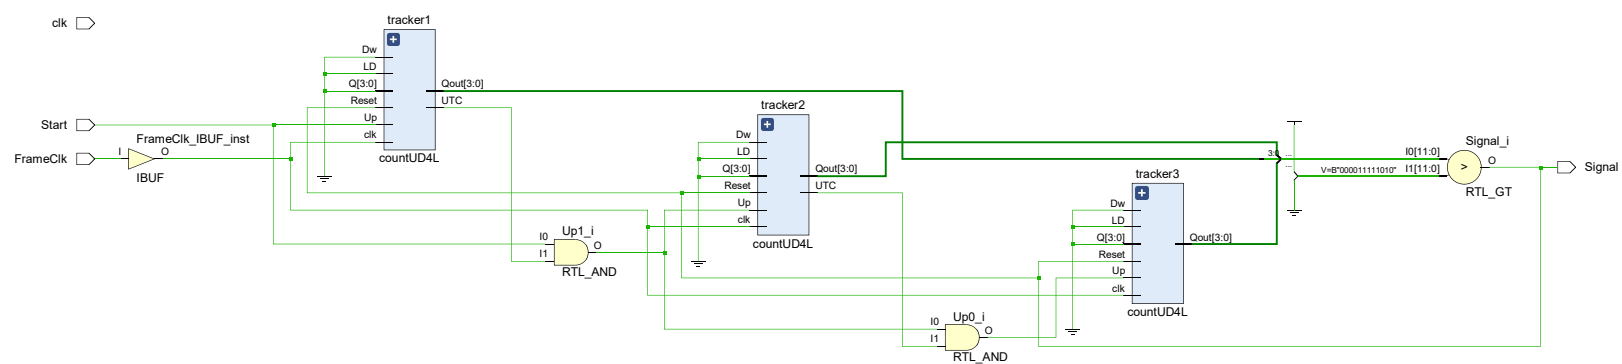 clk
Start
FrameClk
I
O
FrameClk_IBUF_inst
IBUF
tracker1
+
Dw
LD
Q[3:0]
Reset
Up
clk
Qout[3:0]
UTC
countUD4L
Up1_i
I0
I1
O
RTL_AND
tracker2
+
Dw
LD
Q[3:0]
Reset
Up
clk
Qout[3:0]
UTC
countUD4L
Up0_i
I0
I1
O
RTL_AND
tracker3
+
Dw
LD
Q[3:0]
Reset
Up
clk
Qout[3:0]
countUD4L
3:0
...
...
V=B"000011111010"
Signal_i
I0[11:0]
I1[11:0]
>
O
RTL_GT
Signal